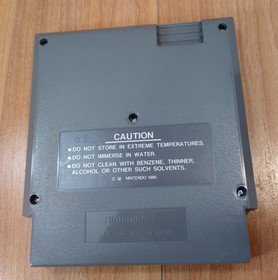 CAUTION
•DO NOT STORE IN EXTREME TEMPERATURES.
•DO NOT IMMERSE IN WATER.
•DO NOT CLEAN WITH BENZENE, THINNER,
ALCOHOL OR OTHER SUCH SOLVENTS.
NINTENDO 1985
Nintendo